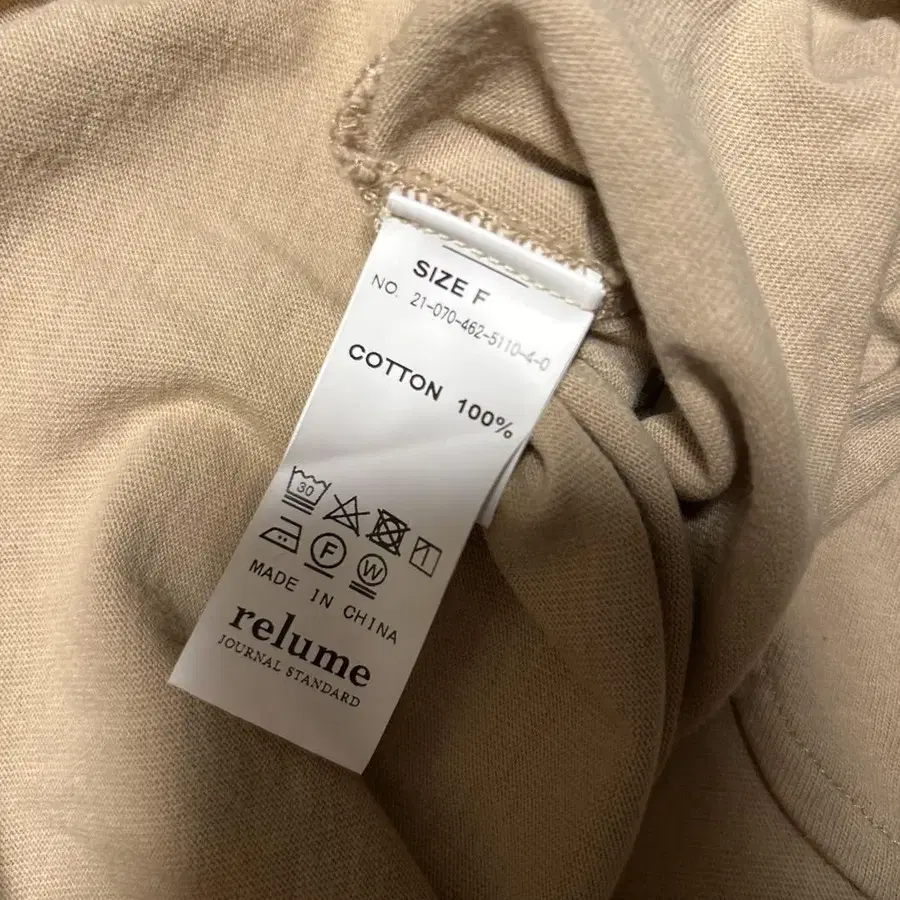 SIZE F
NO. 21-070-462-5110-4-0
COTTON 100%
30
F W
MADE IN CHINA
relume
JOURNAL STANDARD